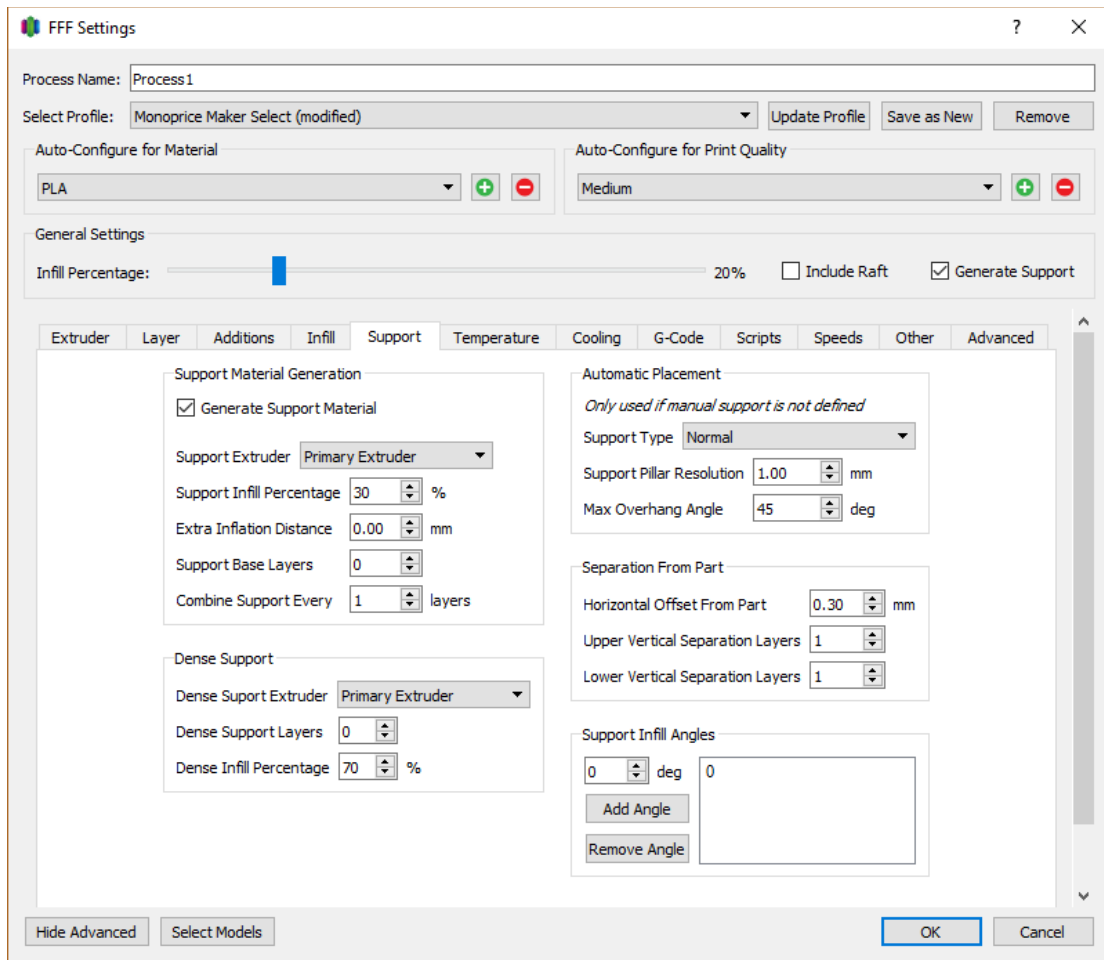 FFF Settings ?
Process Name: Process1
Select Profile: Monoprice Maker Select (modified) Update Profile Save as New Remove
Auto-Configure for Material Auto-Configure for Print Quality
PLA Medium
General Settings
Infill Percentage: 20% Include Raft Generate Support
Extruder Layer Additions Infill Support Temperature Cooling G-Code Scripts Speeds Other Advanced
Support Material Generation
Generate Support Material
Support Extruder Primary Extruder
Support Infill Percentage 30 %
Extra Inflation Distance 0.00 mm
Support Base Layers 0
Combine Support Every 1 layers
Dense Support
Dense Suport Extruder Primary Extruder
Dense Support Layers 0
Dense Infill Percentage 70 %
Automatic Placement
Only used if manual support is not defined
Support Type Normal
Support Pillar Resolution 1.00 mm
Max Overhang Angle 45 deg
Separation From Part
Horizontal Offset From Part 0.30 mm
Upper Vertical Separation Layers 1
Lower Vertical Separation Layers 1
Support Infill Angles
0 deg 0
Add Angle
Remove Angle
Hide Advanced Select Models OK Cancel